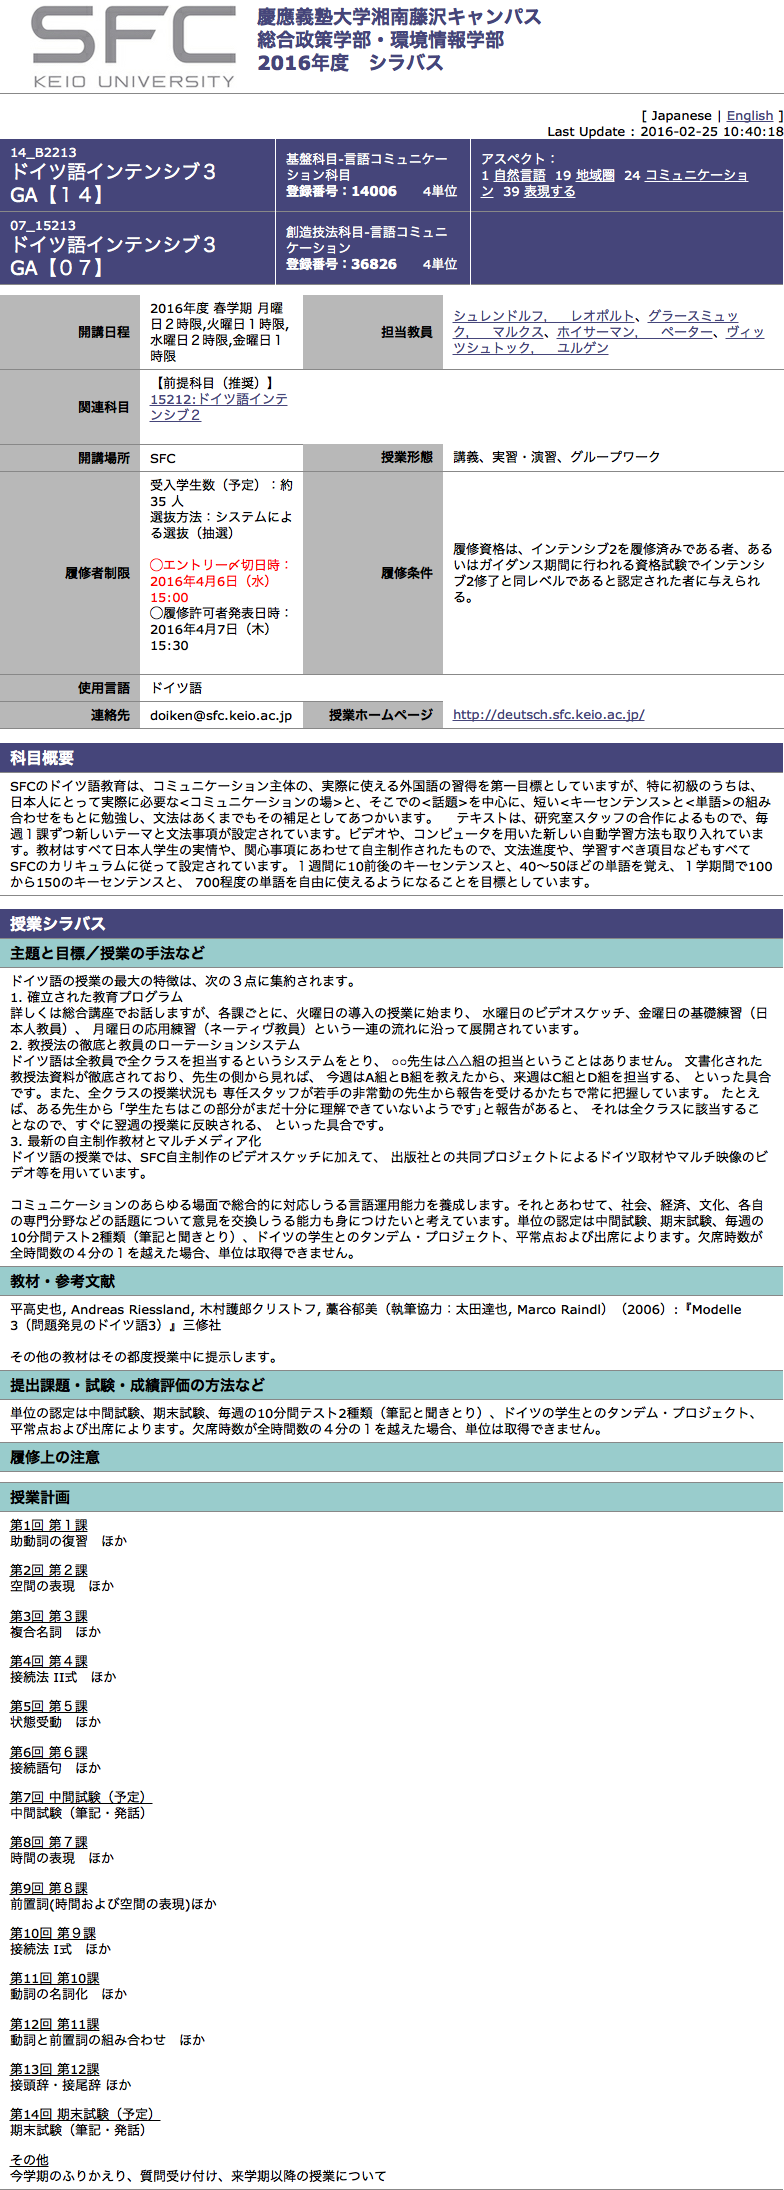 SFC
KEIO UNIVERSITY
慶應義塾大学湘南藤沢キャンパス
総合政策学部・環境情報学部
2016年度　シラバス
[ Japanese | English ]
Last Update : 2016-02-25 10:40:18
14_B2213
ドイツ語インテンシブ３
GA【１４】
基盤科目-言語コミュニケー
ション科目
登録番号：14006　　4単位
アスペクト：
1 自然言語　19 地域圏　24 コミュニケーショ
ン　39 表現する
07_15213
ドイツ語インテンシブ３
GA【０７】
創造技法科目-言語コミュニ
ケーション
登録番号：36826　　4単位
開講日程
2016年度 春学期 月曜
日２時限,火曜日１時限,
水曜日２時限,金曜日１
時限
担当教員
シュレンドルフ,　　レオポルト、グラースミュッ
ク,　　マルクス、ホイサーマン,　　ペーター、ヴィッ
ツシュトック,　　ユルゲン
関連科目
【前提科目（推奨）】
15212:ドイツ語インテ
ンシブ２
開講場所
SFC
授業形態
講義、実習・演習、グループワーク
履修者制限
受入学生数（予定）：約
35 人
選抜方法：システムによ
る選抜（抽選）
◯エントリー〆切日時：
2016年4月6日（水）
15:00
◯履修許可者発表日時：
2016年4月7日（木）
15:30
履修条件
履修資格は、インテンシブ2を履修済みである者、ある
いはガイダンス期間に行われる資格試験でインテンシ
ブ2修了と同レベルであると認定された者に与えられ
る。
使用言語
ドイツ語
連絡先
doiken@sfc.keio.ac.jp
授業ホームページ
http://deutsch.sfc.keio.ac.jp/
科目概要
SFCのドイツ語教育は、コミュニケーション主体の、実際に使える外国語の習得を第一目標としていますが、特に初級のうちは、
日本人にとって実際に必要な<コミュニケーションの場>と、そこでの<話題>を中心に、短い<キーセンテンス>と<単語>の組み
合わせをもとに勉強し、文法はあくまでもその補足としてあつかいます。　　テキストは、研究室スタッフの合作によるもので、毎
週１課ずつ新しいテーマと文法事項が設定されています。ビデオや、コンピュータを用いた新しい自動学習方法も取り入れていま
す。教材はすべて日本人学生の実情や、関心事項にあわせて自主制作されたもので、文法進度や、学習すべき項目などもすべて
SFCのカリキュラムに従って設定されています。１週間に10前後のキーセンテンスと、40～50ほどの単語を覚え、１学期間で100
から150のキーセンテンスと、 700程度の単語を自由に使えるようになることを目標としています。
授業シラバス
主題と目標／授業の手法など
ドイツ語の授業の最大の特徴は、次の３点に集約されます。
1. 確立された教育プログラム
詳しくは総合講座でお話しますが、各課ごとに、火曜日の導入の授業に始まり、 水曜日のビデオスケッチ、金曜日の基礎練習（日
本人教員）、 月曜日の応用練習（ネーティヴ教員）という一連の流れに沿って展開されています。
2. 教授法の徹底と教員のローテーションシステム
ドイツ語は全教員で全クラスを担当するというシステムをとり、 ○○先生は△△組の担当ということはありません。 文書化された
教授法資料が徹底されており、先生の側から見れば、 今週はA組とB組を教えたから、来週はC組とD組を担当する、 といった具合
です。また、全クラスの授業状況も 専任スタッフが若手の非常勤の先生から報告を受けるかたちで常に把握しています。 たとえ
ば、ある先生から「学生たちはこの部分がまだ十分に理解できていないようです」と報告があると、 それは全クラスに該当するこ
となので、すぐに翌週の授業に反映される、 といった具合です。
3. 最新の自主制作教材とマルチメディア化
ドイツ語の授業では、SFC自主制作のビデオスケッチに加えて、 出版社との共同プロジェクトによるドイツ取材やマルチ映像のビ
デオ等を用いています。
コミュニケーションのあらゆる場面で総合的に対応しうる言語運用能力を養成します。それとあわせて、社会、経済、文化、各自
の専門分野などの話題について意見を交換しうる能力も身につけたいと考えています。単位の認定は中間試験、期末試験、毎週の
10分間テスト2種類（筆記と聞きとり）、ドイツの学生とのタンデム・プロジェクト、平常点および出席によります。欠席時数が
全時間数の４分の１を越えた場合、単位は取得できません。
教材・参考文献
平高史也, Andreas Riessland, 木村護郎クリストフ, 藁谷郁美（執筆協力：太田達也, Marco Raindl）（2006）:『Modelle
3（問題発見のドイツ語3）』三修社
その他の教材はその都度授業中に提示します。
提出課題・試験・成績評価の方法など
単位の認定は中間試験、期末試験、毎週の10分間テスト2種類（筆記と聞きとり）、ドイツの学生とのタンデム・プロジェクト、
平常点および出席によります。欠席時数が全時間数の４分の１を越えた場合、単位は取得できません。
履修上の注意
授業計画
第1回 第１課
助動詞の復習　ほか
第2回 第２課
空間の表現　ほか
第3回 第３課
複合名詞　ほか
第4回 第４課
接続法 II式　ほか
第5回 第５課
状態受動　ほか
第6回 第６課
接続語句　ほか
第7回 中間試験（予定）
中間試験（筆記・発話）
第8回 第７課
時間の表現　ほか
第9回 第８課
前置詞(時間および空間の表現)ほか
第10回 第９課
接続法 I式　ほか
第11回 第10課
動詞の名詞化　ほか
第12回 第11課
動詞と前置詞の組み合わせ　ほか
第13回 第12課
接頭辞・接尾辞 ほか
第14回 期末試験（予定）
期末試験（筆記・発話）
その他
今学期のふりかえり、質問受け付け、来学期以降の授業について